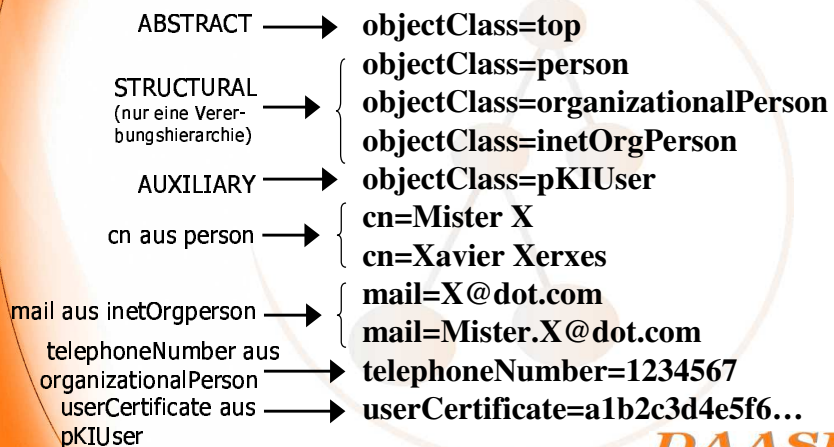 ABSTRACT objectClass=top
STRUCTURAL
(nur eine Verer-
bungshierarchie)
objectClass=person
objectClass=organizationalPerson
objectClass=inetOrgPerson
AUXILIARY objectClass=pKIUser
cn aus person
cn=Mister X
cn=Xavier Xerxes
mail aus inetOrgperson
mail=X@dot.com
mail=Mister.X@dot.com
telephoneNumber aus
organizationalPerson
telephoneNumber=1234567
userCertificate aus
pKIUser
userCertificate=a1b2c3d4e5f6…